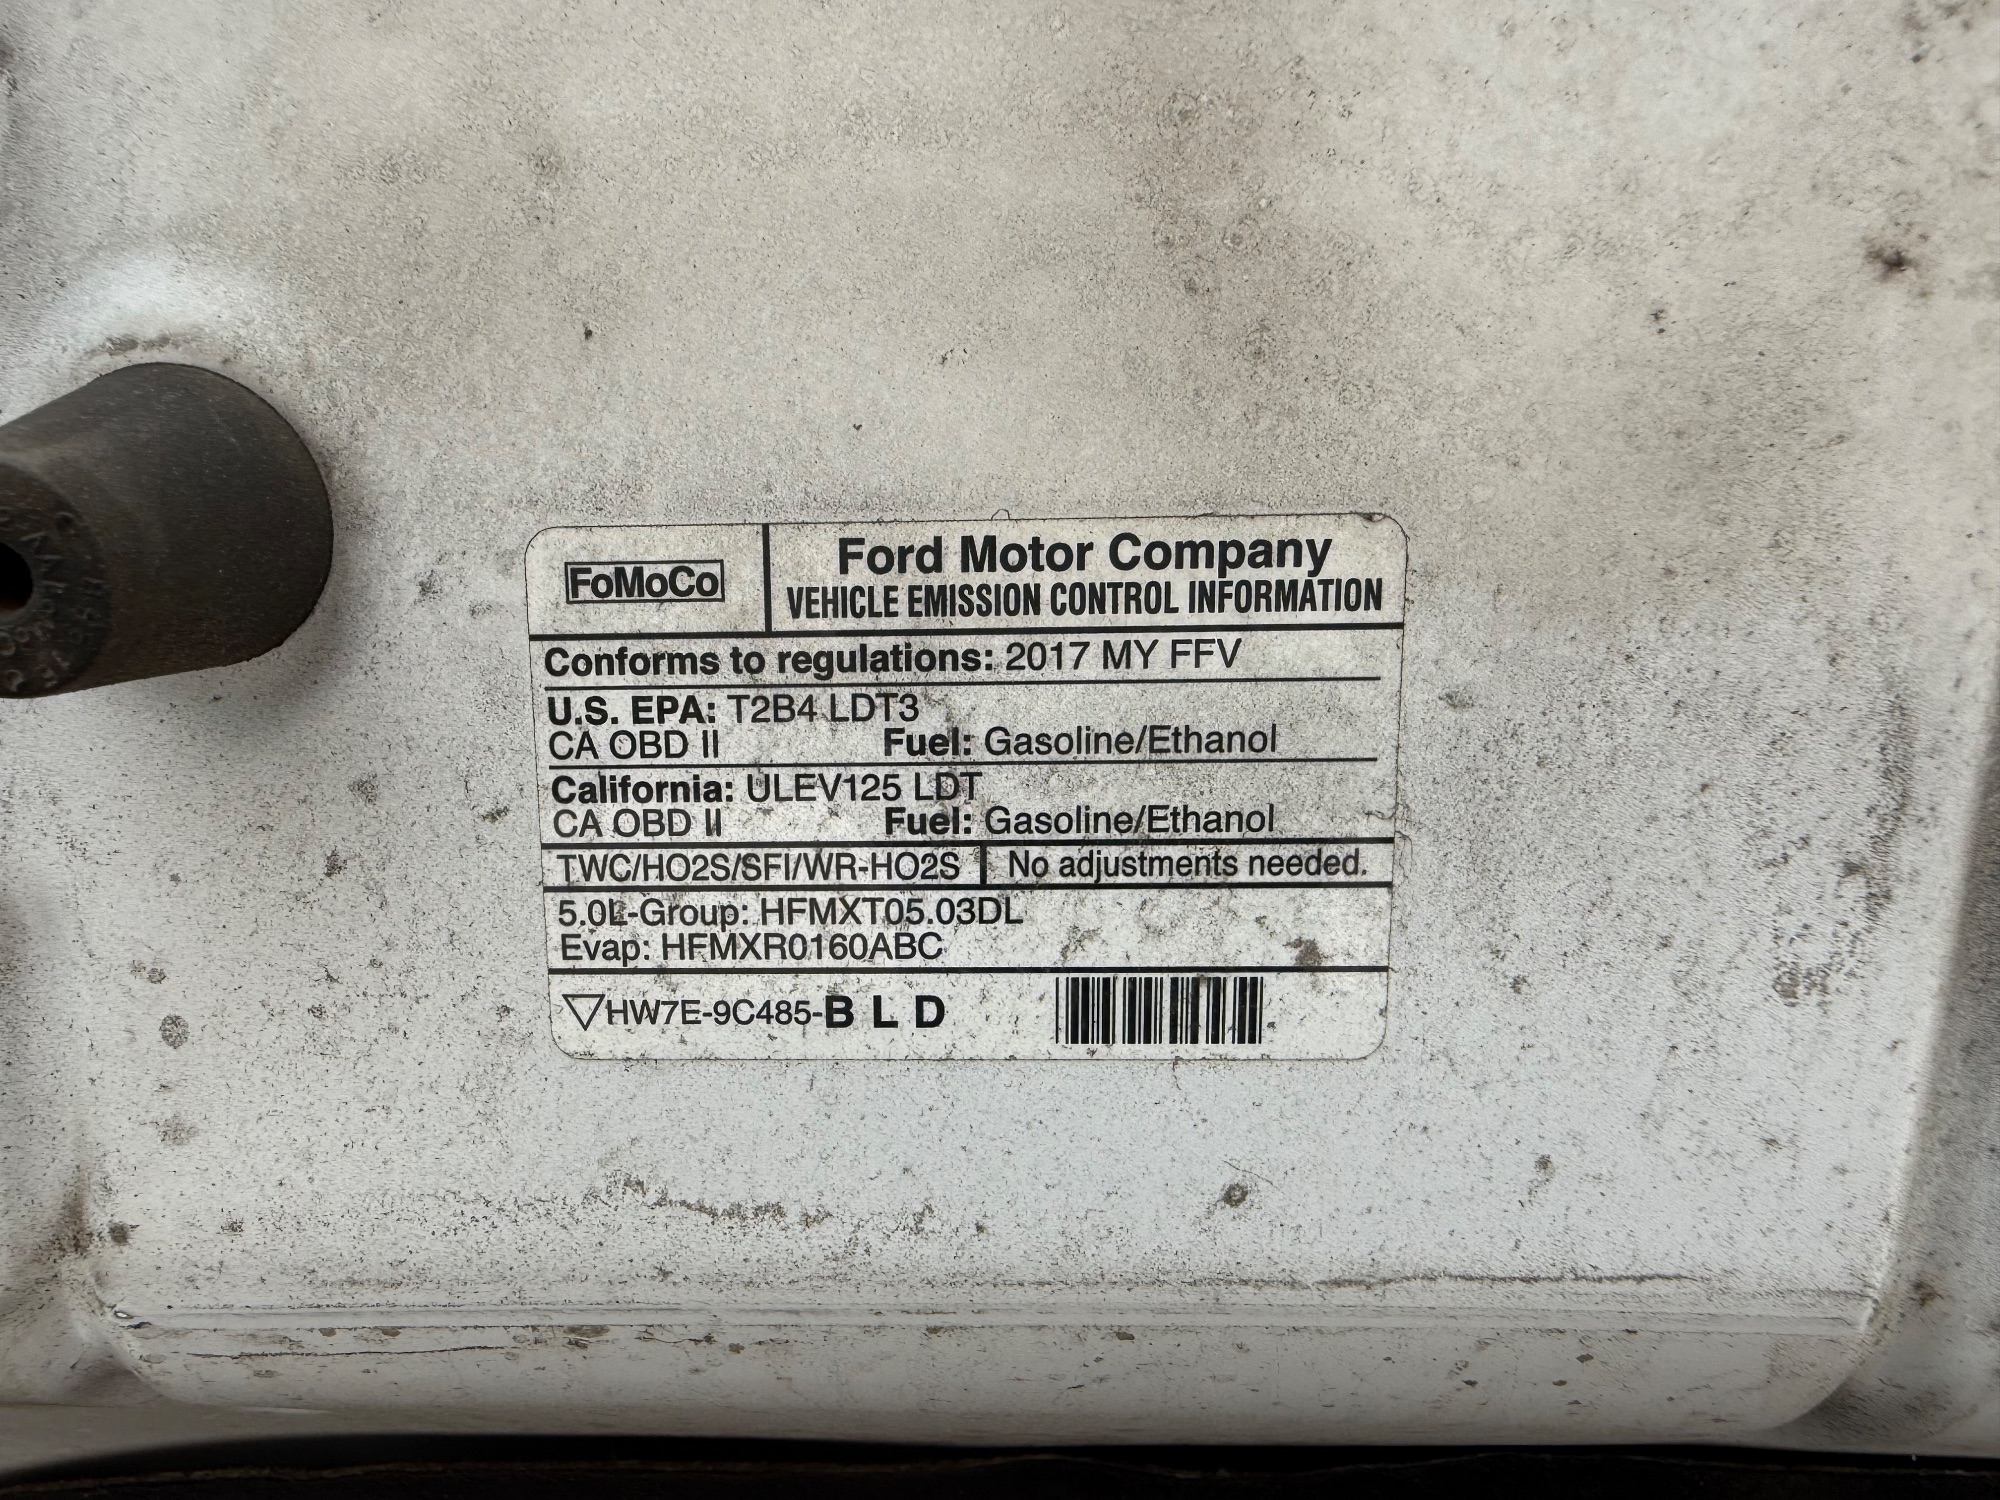 FoMoCo
Ford Motor Company
VEHICLE EMISSION CONTROL INFORMATION
Conforms to regulations: 2017 MY FFV
U.S. EPA: T2B4 LDT3
CA OBD II Fuel: Gasoline/Ethanol
California: ULEV125 LDT
CA OBD II Fuel: Gasoline/Ethanol
TWC/HO2S/SFI/WR-HO2S No adjustments needed.
5.0L-Group: HFMXT05.03DL
Evap: HFMXR0160ABC
HW7E-9C485-B L D